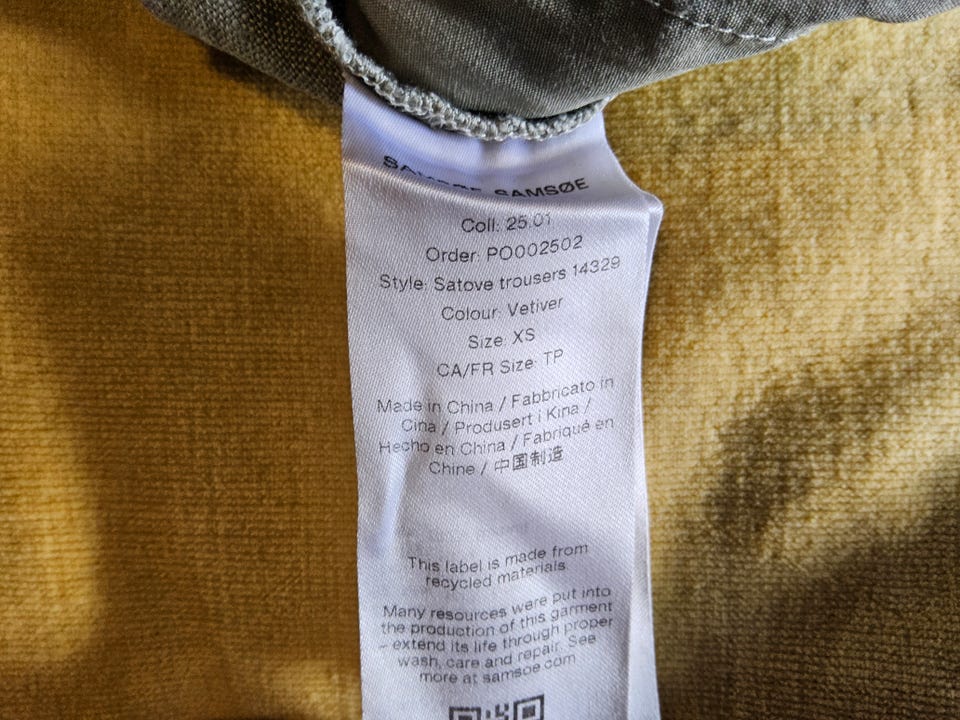 SAMSØE SAMSØE
Coll: 25.01
Order: PO002502
Style: Satove trousers 14329
Colour: Vetiver
Size: XS
CA/FR Size: TP
Made in China / Fabbricato in
Cina / Produsert i Kina /
Hecho en China / Fabriqué en
Chine / 中国制造
This label is made from
recycled materials
Many resources were put into
the production of this garment
– extend its life through proper
wash, care and repair. See
more at samsoe.com